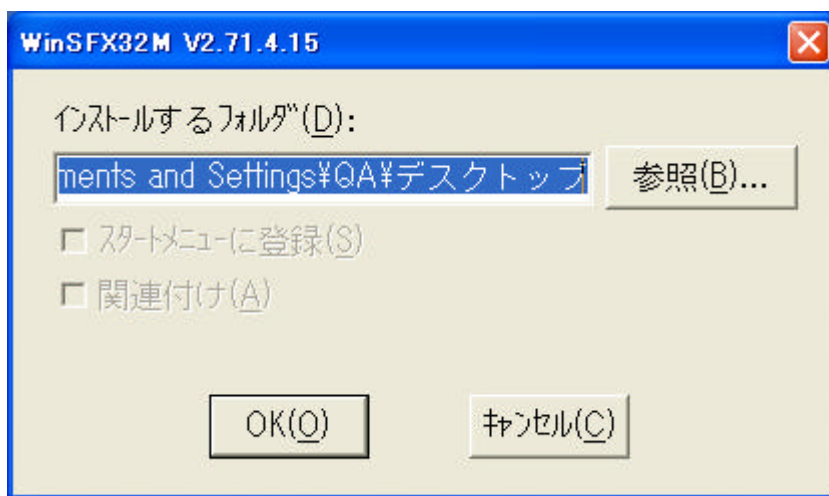 WinSFX32M V2.71.4.15
ｲﾝｽﾄｰﾙするﾌｫﾙﾀﾞ(D):
ments and Settings¥QA¥デスクトップ
参照(B)...
ｽﾀｰﾄﾒﾆｭｰに登録(S)
関連付け(A)
OK(O)
ｷｬﾝｾﾙ(C)